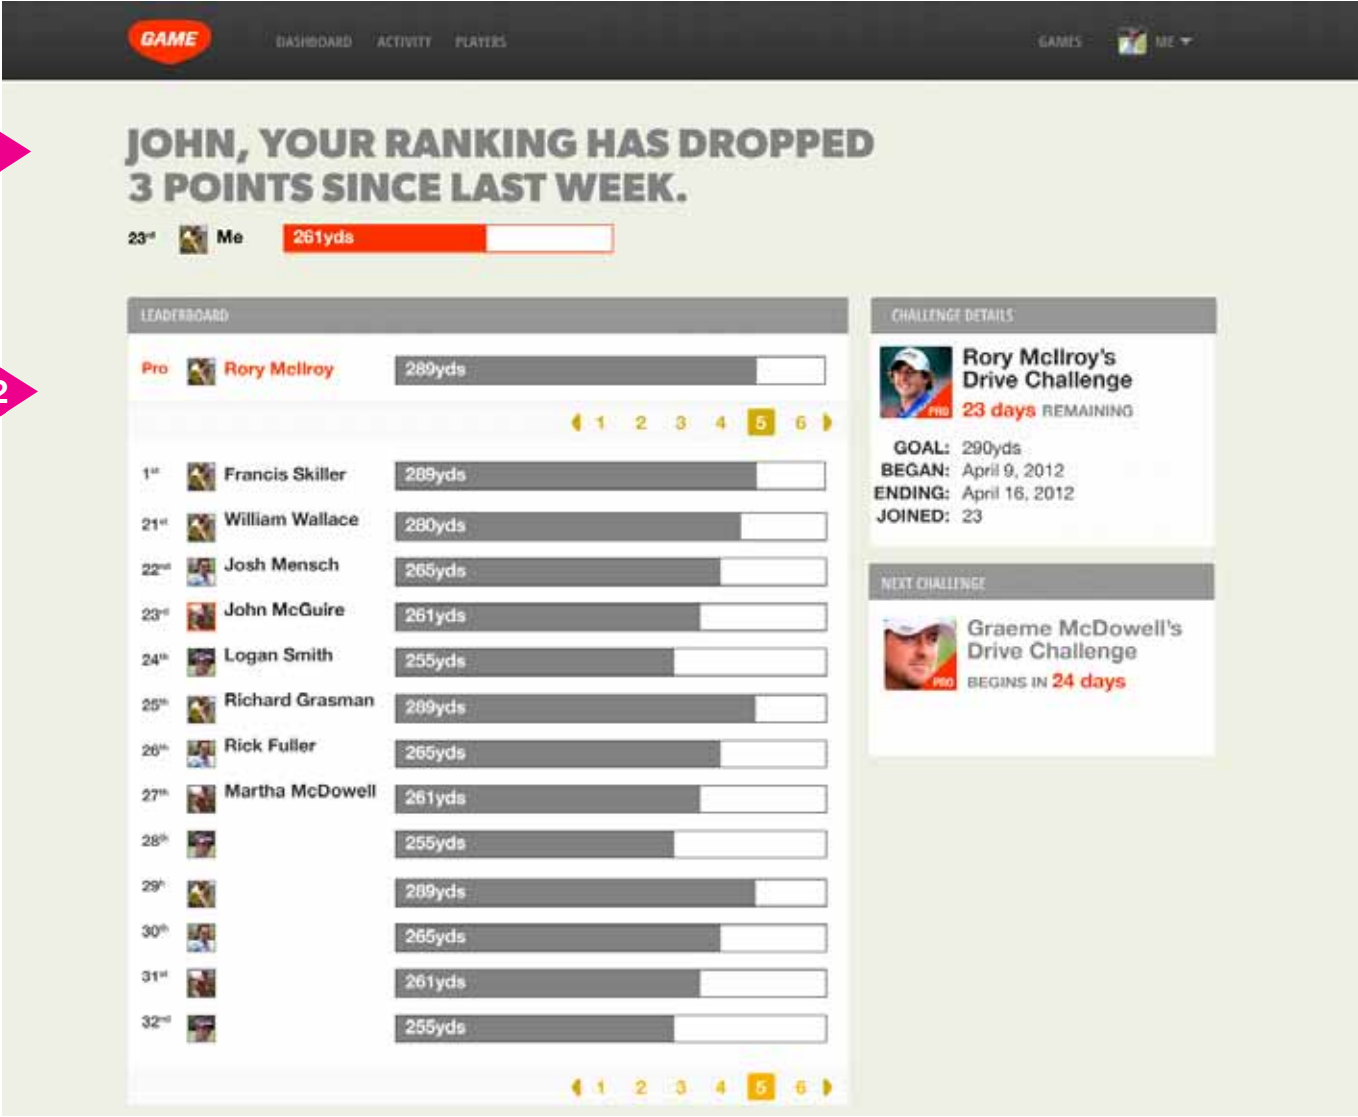 GAME DASHBOARD ACTIVITY PLAYERS GAMES ME
JOHN, YOUR RANKING HAS DROPPED
3 POINTS SINCE LAST WEEK.
23rd Me 261yds
LEADERBOARD
Pro Rory McIlroy 289yds
2
1 2 3 4 5 6
1st Francis Skiller 289yds
21st William Wallace 280yds
22nd Josh Mensch 265yds
23rd John McGuire 261yds
24th Logan Smith 255yds
25th Richard Grasman 289yds
26th Rick Fuller 265yds
27th Martha McDowell 261yds
28th 255yds
29h 289yds
30th 265yds
31st 261yds
32nd 255yds
1 2 3 4 5 6
CHALLENGE DETAILS
PRO
Rory McIlroy's
Drive Challenge
23 days REMAINING
GOAL: 290yds
BEGAN: April 9, 2012
ENDING: April 16, 2012
JOINED: 23
NEXT CHALLENGE
PRO
Graeme McDowell's
Drive Challenge
BEGINS IN 24 days